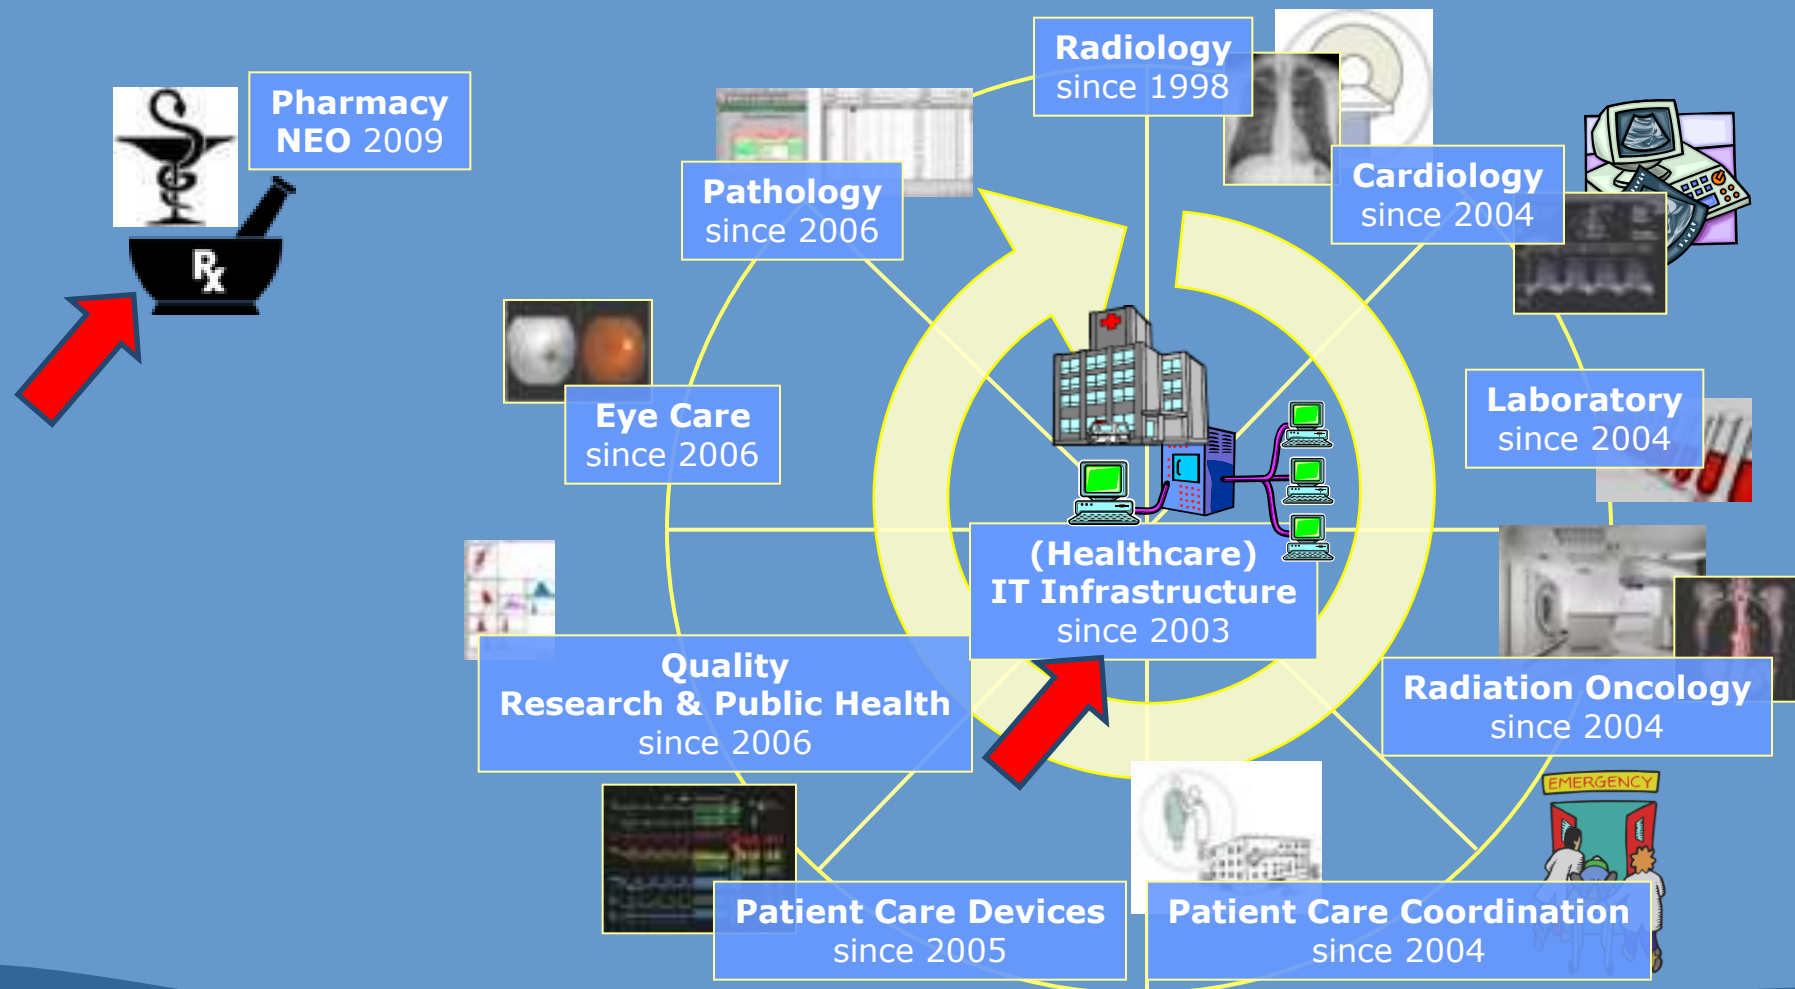 Radiology
since 1998
Pharmacy
NEO 2009
Pathology
since 2006
Cardiology
since 2004
Rx
Eye Care
since 2006
Laboratory
since 2004
(Healthcare)
IT Infrastructure
since 2003
Quality
Research & Public Health
since 2006
Radiation Oncology
since 2004
EMERGENCY
Patient Care Devices
since 2005
Patient Care Coordination
since 2004